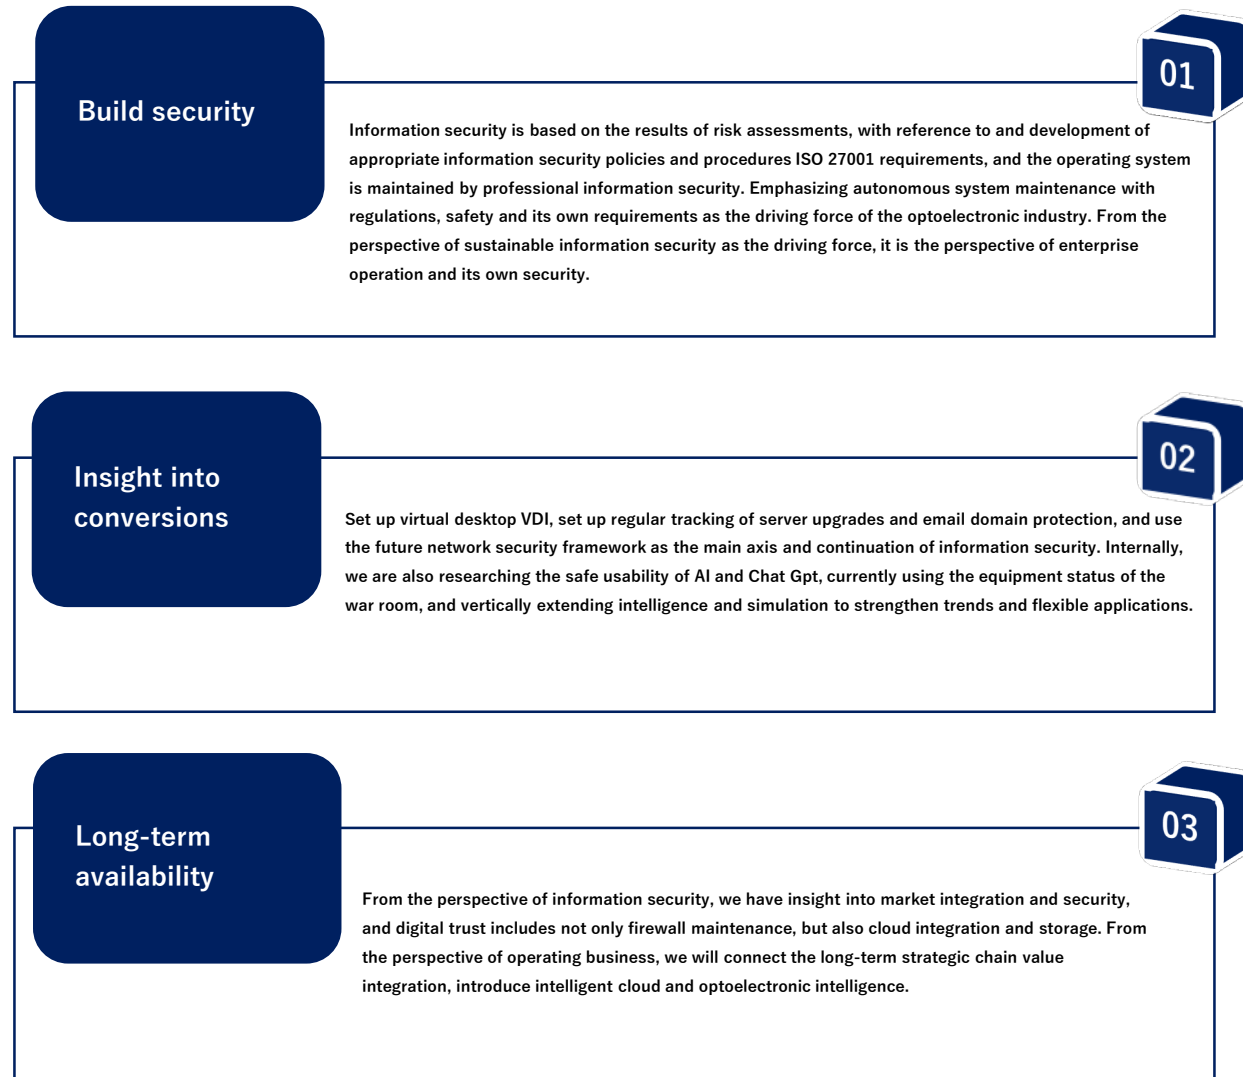 01
Build security
Information security is based on the results of risk assessments, with reference to and development of
appropriate information security policies and procedures ISO 27001 requirements, and the operating system
is maintained by professional information security. Emphasizing autonomous system maintenance with
regulations, safety and its own requirements as the driving force of the optoelectronic industry. From the
perspective of sustainable information security as the driving force, it is the perspective of enterprise
operation and its own security.
02
Insight into
conversions
Set up virtual desktop VDI, set up regular tracking of server upgrades and email domain protection, and use
the future network security framework as the main axis and continuation of information security. Internally,
we are also researching the safe usability of AI and Chat Gpt, currently using the equipment status of the
war room, and vertically extending intelligence and simulation to strengthen trends and flexible applications.
03
Long-term
availability
From the perspective of information security, we have insight into market integration and security,
and digital trust includes not only firewall maintenance, but also cloud integration and storage. From
the perspective of operating business, we will connect the long-term strategic chain value
integration, introduce intelligent cloud and optoelectronic intelligence.